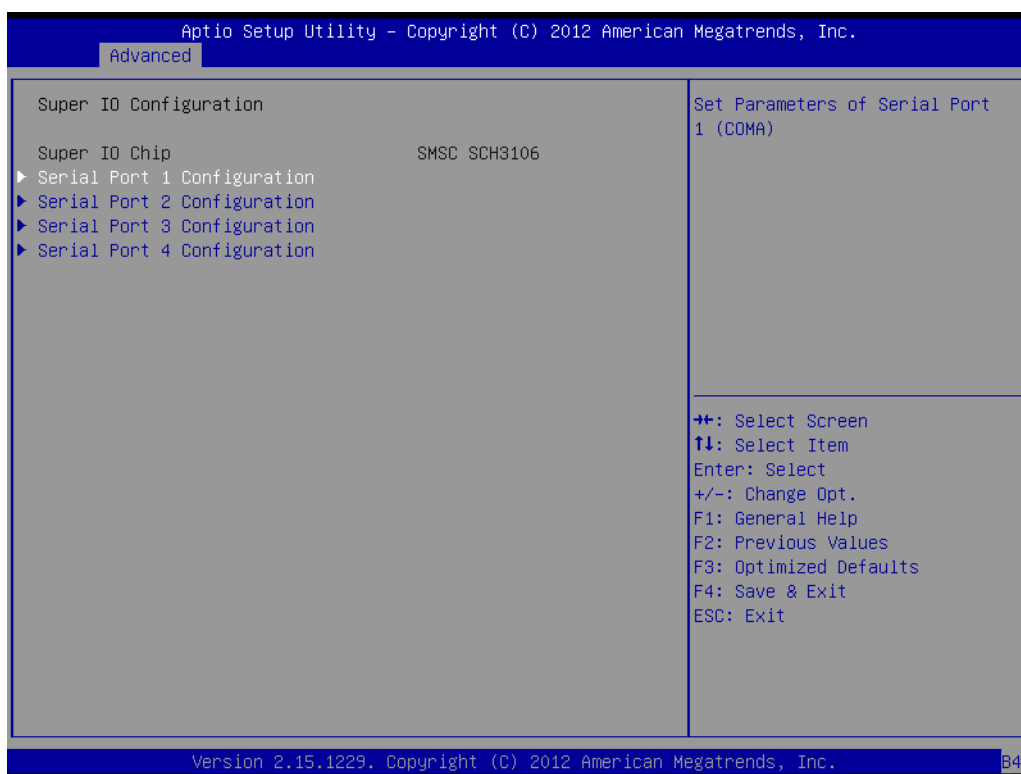 Aptio Setup Utility – Copyright (C) 2012 American Megatrends, Inc.
Advanced
Super IO Configuration
Super IO Chip SMSC SCH3106
▶ Serial Port 1 Configuration
▶ Serial Port 2 Configuration
▶ Serial Port 3 Configuration
▶ Serial Port 4 Configuration
Set Parameters of Serial Port
1 (COMA)
→←: Select Screen
↑↓: Select Item
Enter: Select
+/-: Change Opt.
F1: General Help
F2: Previous Values
F3: Optimized Defaults
F4: Save & Exit
ESC: Exit
Version 2.15.1229. Copyright (C) 2012 American Megatrends, Inc.
B4